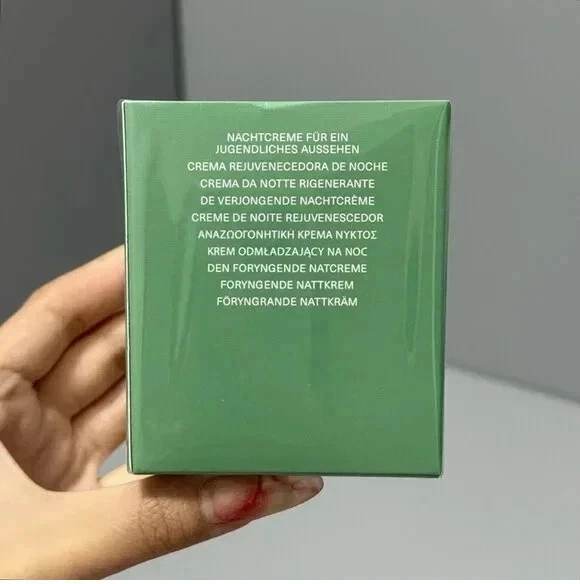 NACHTCREME FÜR EIN
JUGENDLICHES AUSSEHEN
CREMA REJUVENECEDORA DE NOCHE
CREMA DA NOTTE RIGENERANTE
DE VERJONGENDE NACHTCRÈME
CREME DE NOITE REJUVENESCEDOR
ΑΝΑΖΩΟΓΟΝΗΤΙΚΗ ΚΡΕΜΑ ΝΥΚΤΟΣ
KREM ODMŁADZAJĄCY NA NOC
DEN FORYNGENDE NATCREME
FORYNGENDE NATTKREM
FÖRYNGRANDE NATTKRÄM